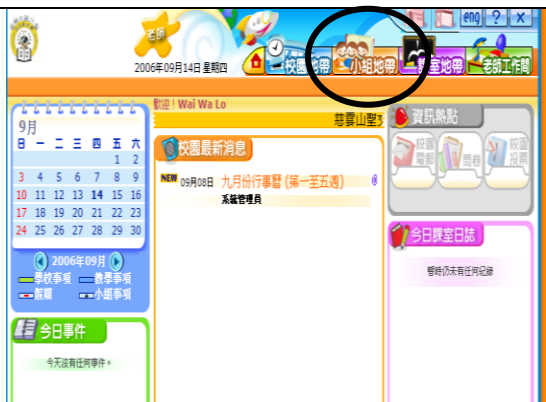 eng ? X
老師
2006年09月14日 星期四
校園地帶
小組地帶
課室地帶
老師工作間
歡迎 ! Wai Wa Lo
慈雲山聖
9月
日 一 二 三 四 五 六
1 2
3 4 5 6 7 8 9
10 11 12 13 14 15 16
17 18 19 20 21 22 23
24 25 26 27 28 29 30
2006年09月
學校事項 教學事項
假期 小組事項
今日事件
今天沒有任何事件。
校園最新消息
NEW 09月08日 九月份行事曆 (第一至五週)
系統管理員
資訊熱點
校園簡報
問卷
校園投票
今日課室日誌
暫時仍未有任何紀錄